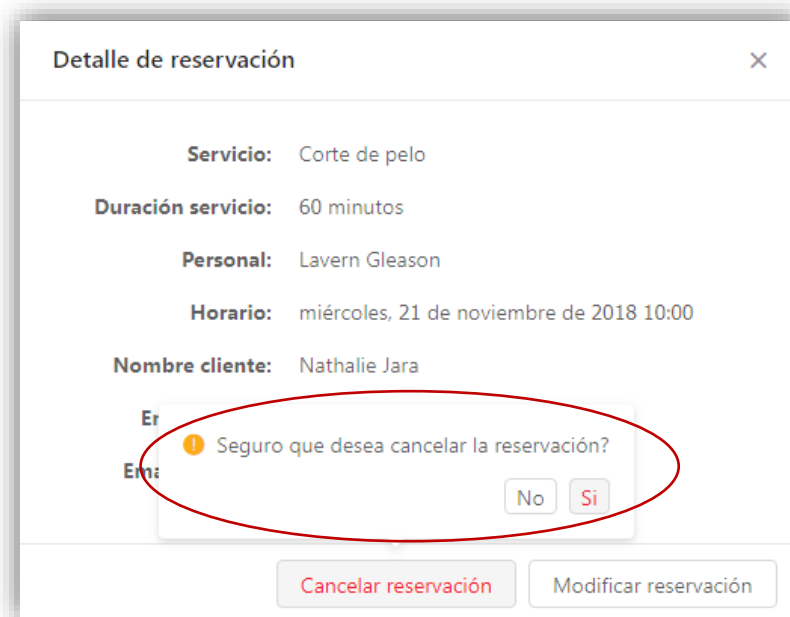 Detalle de reservación
Servicio: Corte de pelo
Duración servicio: 60 minutos
Personal: Lavern Gleason
Horario: miércoles, 21 de noviembre de 2018 10:00
Nombre cliente: Nathalie Jara
Seguro que desea cancelar la reservación?
No Si
Cancelar reservación Modificar reservación